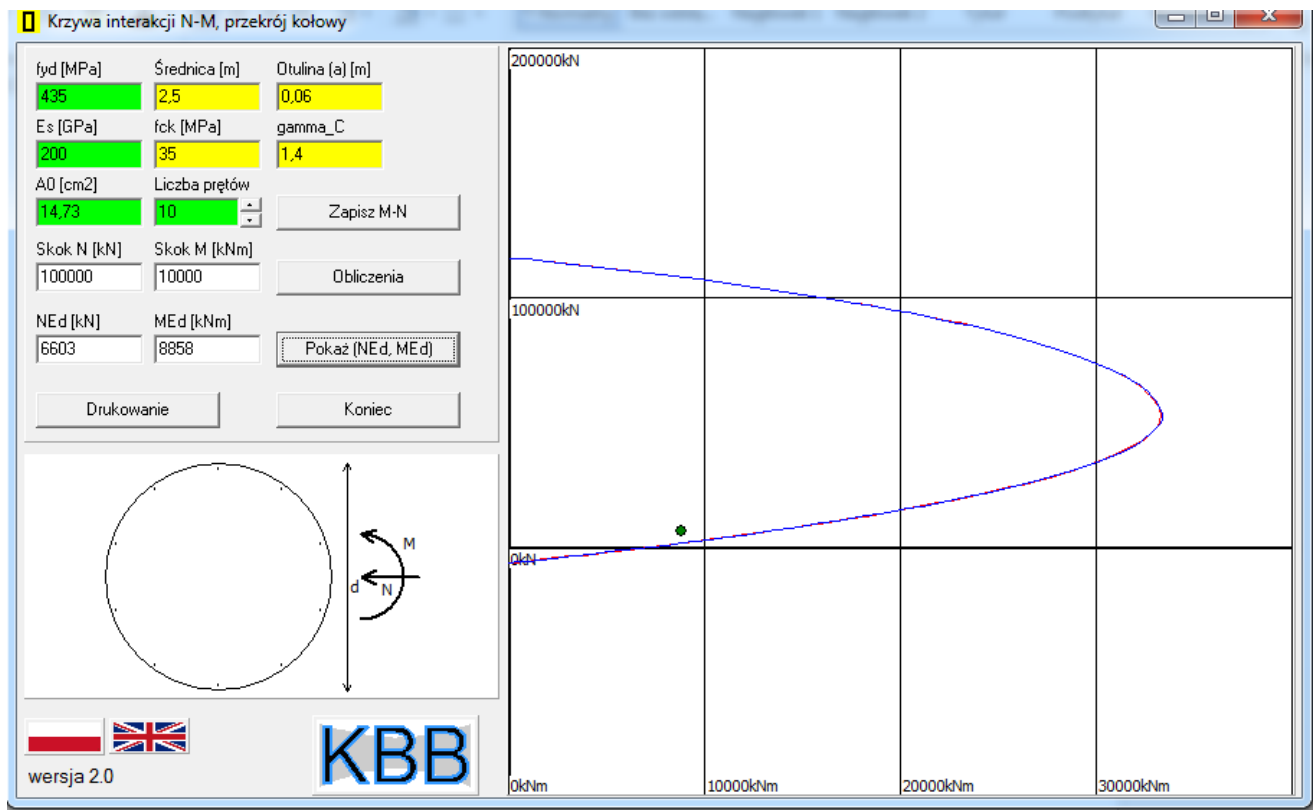 Krzywa interakcji N-M, przekrój kołowy
fyd [MPa] Średnica [m] Otulina (a) [m]
435 2,5 0,06
Es [GPa] fck [MPa] gamma_C
200 35 1,4
A0 [cm2] Liczba prętów
14,73 10 Zapisz M-N
Skok N [kN] Skok M [kNm]
100000 10000 Obliczenia
NEd [kN] MEd [kNm]
6603 8858 Pokaż (NEd, MEd)
Drukowanie Koniec
M
d N
wersja 2.0
KBB
200000kN
100000kN
0kN
0kNm 10000kNm 20000kNm 30000kNm